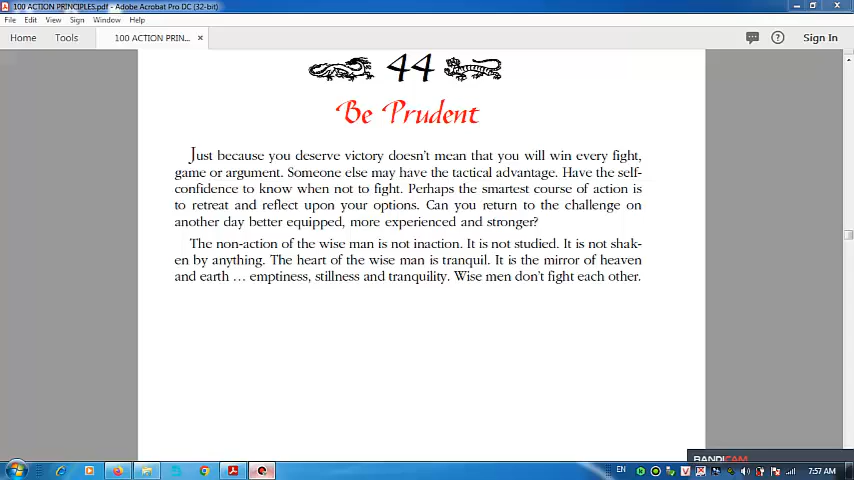 100 ACTION PRINCIPLES.pdf - Adobe Acrobat Pro DC (32-bit)
File Edit View Sign Window Help
Home Tools 100 ACTION PRIN... × Sign In
44
Be Prudent
Just because you deserve victory doesn't mean that you will win every fight,
game or argument. Someone else may have the tactical advantage. Have the self-
confidence to know when not to fight. Perhaps the smartest course of action is
to retreat and reflect upon your options. Can you return to the challenge on
another day better equipped, more experienced and stronger?
The non-action of the wise man is not inaction. It is not studied. It is not shak-
en by anything. The heart of the wise man is tranquil. It is the mirror of heaven
and earth … emptiness, stillness and tranquility. Wise men don't fight each other.
BANDICAM
EN 7:57 AM